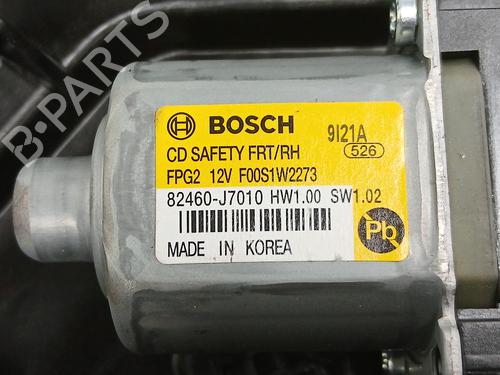 B-PARTS
BOSCH
9I21A
CD SAFETY FRT/RH
526
FPG2 12V F00S1W2273
82460-J7010 HW1.00 SW1.02
MADE IN KOREA
Pb